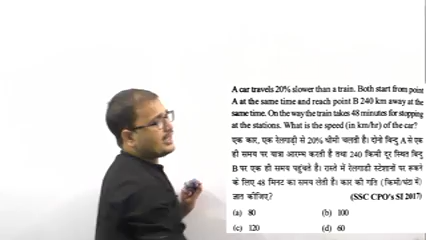 A car travels 20% slower than a train. Both start from point
A at the same time and reach point B 240 km away at the
same time. On the way the train takes 48 minutes for stopping
at the stations. What is the speed (in km/hr) of the car?
एक कार, एक रेलगाड़ी से 20% धीमी चलती है। दोनों बिन्दु A से एक
ही समय पर यात्रा आरम्भ करती है तथा 240 किमी दूर स्थित बिन्दु
B पर एक ही समय पहुंचते है। रास्ते में रेलगाड़ी स्टेशनों पर रूकने
के लिए 48 मिनट का समय लेती है। कार की गति (किमी/घंटा में)
ज्ञात कीजिए? (SSC CPO's SI 2017)
(a) 80 (b) 100
(c) 120 (d) 60